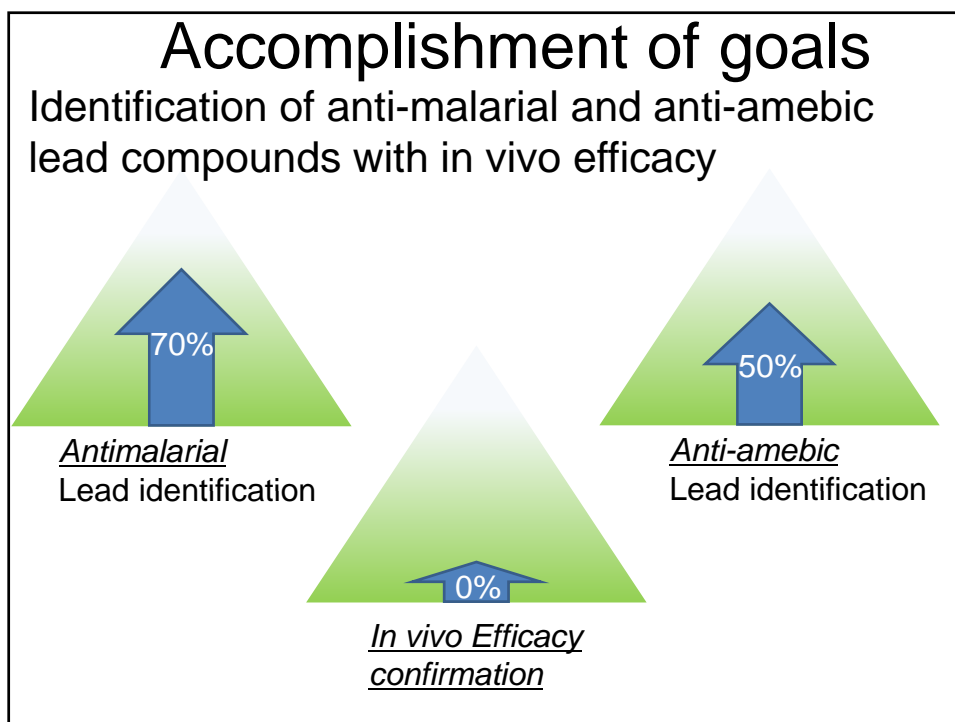 Accomplishment of goals
Identification of anti-malarial and anti-amebic
lead compounds with in vivo efficacy
70%
50%
Antimalarial
Lead identification
Anti-amebic
Lead identification
0%
In vivo Efficacy
confirmation